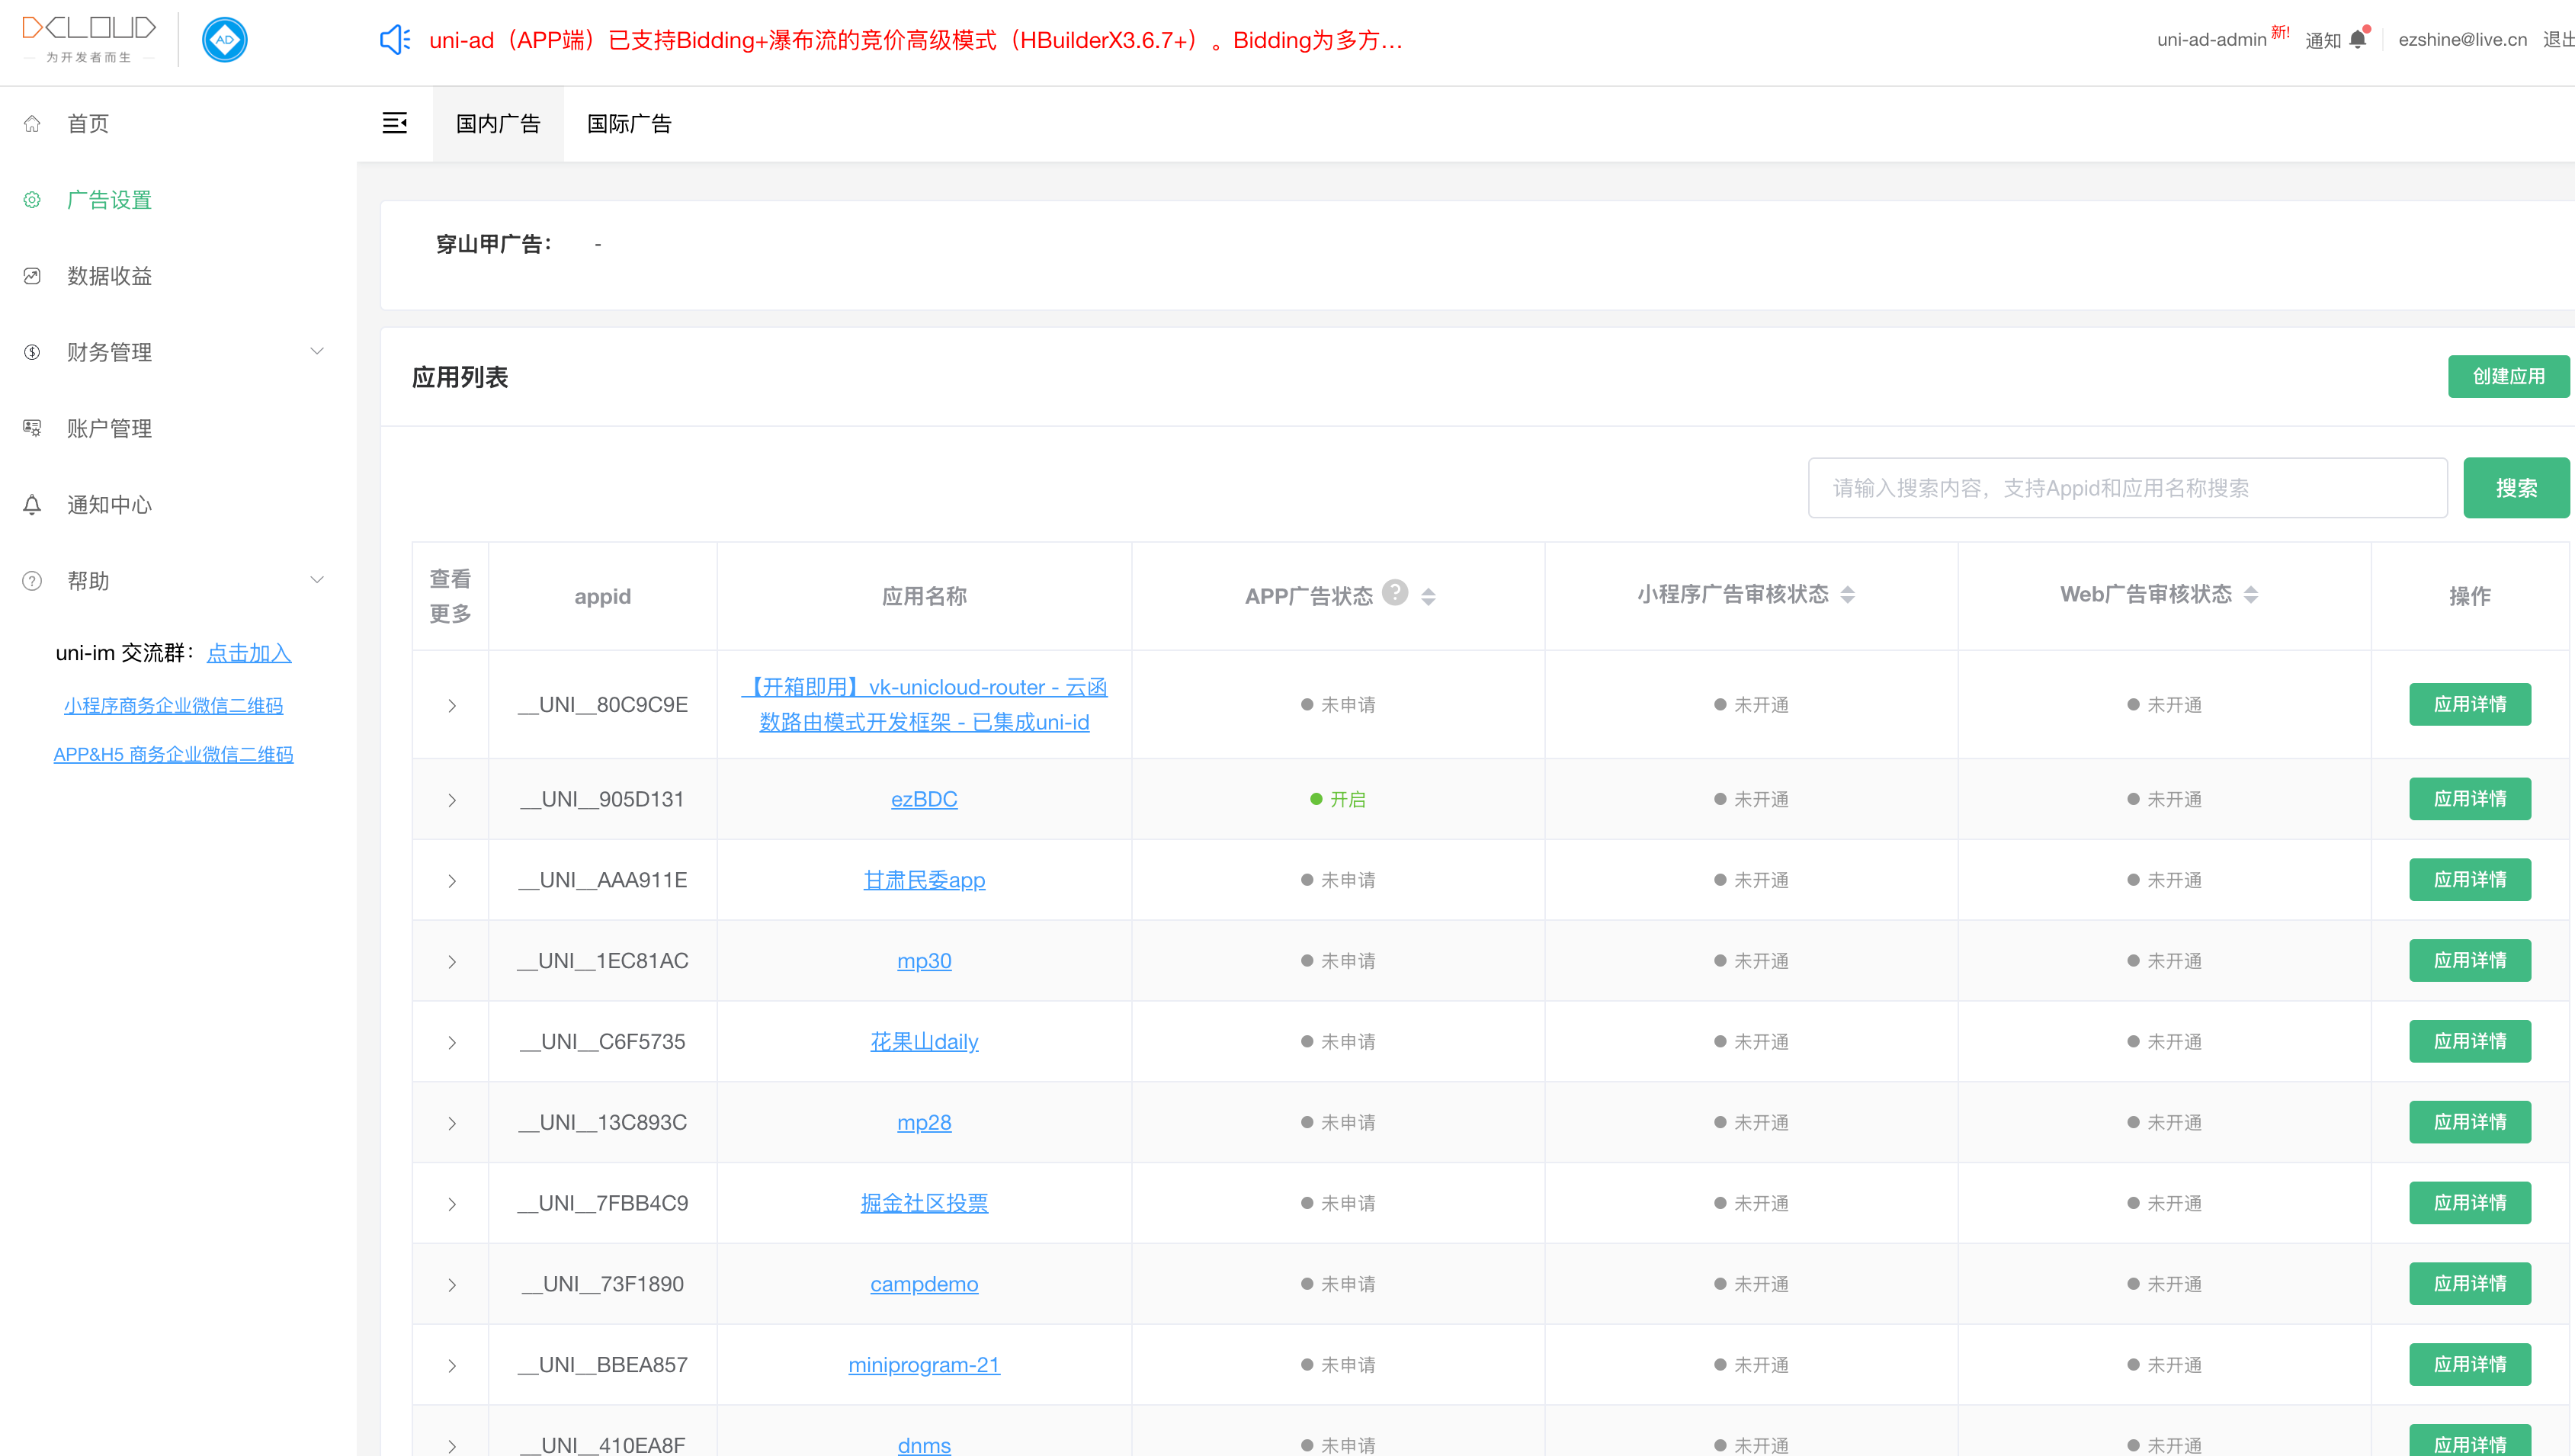 DCLOUD
为开发者而生
AD
uni-ad（APP端）已支持Bidding+瀑布流的竞价高级模式（HBuilderX3.6.7+）。Bidding为多方…
uni-ad-admin 新!
通知
ezshine@live.cn
退出
首页
广告设置
数据收益
财务管理
账户管理
通知中心
帮助
uni-im 交流群：点击加入
小程序商务企业微信二维码
APP&H5 商务企业微信二维码
国内广告
国际广告
穿山甲广告： -
应用列表
创建应用
请输入搜索内容，支持Appid和应用名称搜索
搜索
查看更多 appid 应用名称 APP广告状态 ? 小程序广告审核状态 Web广告审核状态 操作
__UNI__80C9C9E 【开箱即用】vk-unicloud-router - 云函数路由模式开发框架 - 已集成uni-id 未申请 未开通 未开通 应用详情
__UNI__905D131 ezBDC 开启 未开通 未开通 应用详情
__UNI__AAA911E 甘肃民委app 未申请 未开通 未开通 应用详情
__UNI__1EC81AC mp30 未申请 未开通 未开通 应用详情
__UNI__C6F5735 花果山daily 未申请 未开通 未开通 应用详情
__UNI__13C893C mp28 未申请 未开通 未开通 应用详情
__UNI__7FBB4C9 掘金社区投票 未申请 未开通 未开通 应用详情
__UNI__73F1890 campdemo 未申请 未开通 未开通 应用详情
__UNI__BBEA857 miniprogram-21 未申请 未开通 未开通 应用详情
__UNI__410EA8F dnms 未申请 未开通 未开通 应用详情